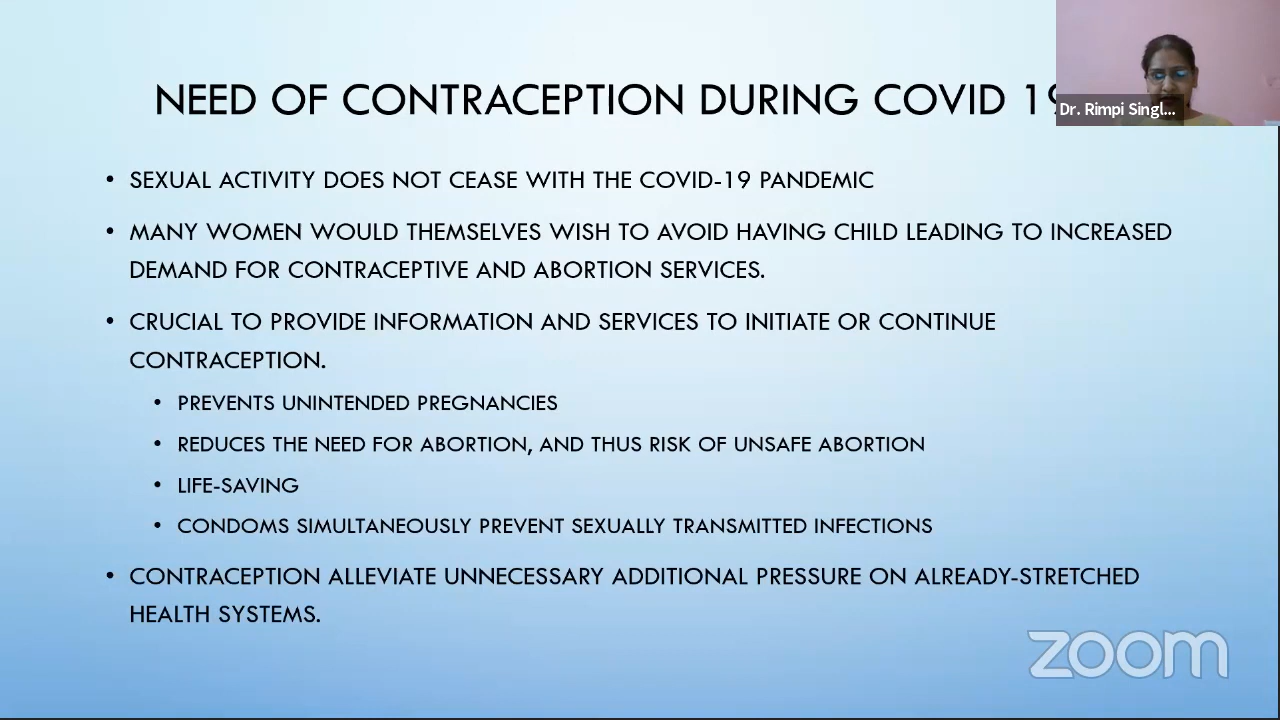 NEED OF CONTRACEPTION DURING COVID 19
Dr. Rimpi Singl...
• SEXUAL ACTIVITY DOES NOT CEASE WITH THE COVID-19 PANDEMIC
• MANY WOMEN WOULD THEMSELVES WISH TO AVOID HAVING CHILD LEADING TO INCREASED
DEMAND FOR CONTRACEPTIVE AND ABORTION SERVICES.
• CRUCIAL TO PROVIDE INFORMATION AND SERVICES TO INITIATE OR CONTINUE
CONTRACEPTION.
• PREVENTS UNINTENDED PREGNANCIES
• REDUCES THE NEED FOR ABORTION, AND THUS RISK OF UNSAFE ABORTION
• LIFE-SAVING
• CONDOMS SIMULTANEOUSLY PREVENT SEXUALLY TRANSMITTED INFECTIONS
• CONTRACEPTION ALLEVIATE UNNECESSARY ADDITIONAL PRESSURE ON ALREADY-STRETCHED
HEALTH SYSTEMS.
zoom